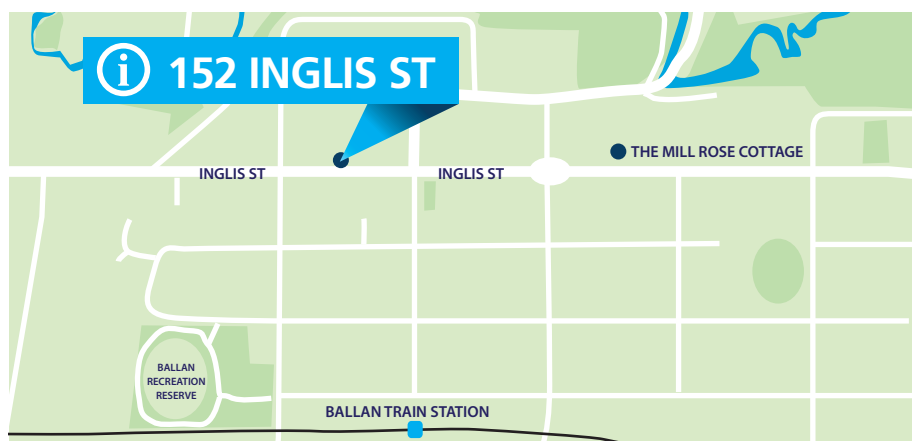 i 152 INGLIS ST
THE MILL ROSE COTTAGE
INGLIS ST
INGLIS ST
BALLAN
RECREATION
RESERVE
BALLAN TRAIN STATION